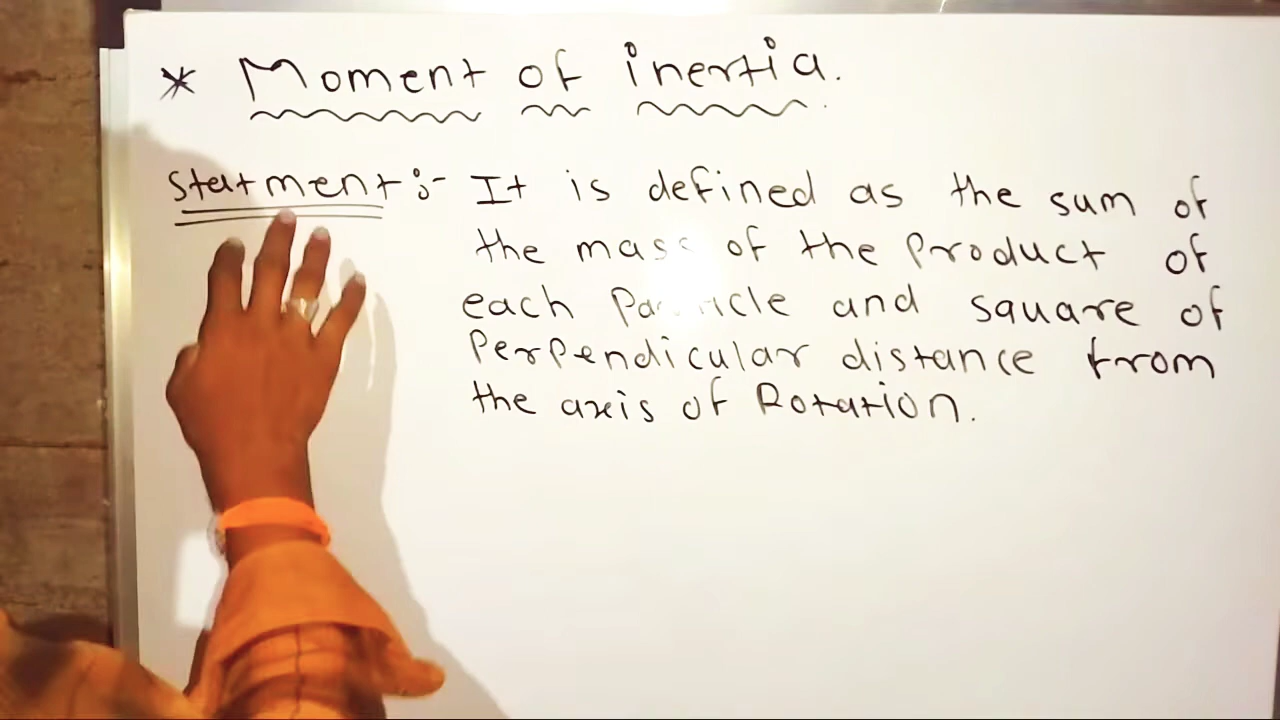 * Moment of inertia.
Statment :- It is defined as the sum of
the mass of the Product of
each Particle and square of
Perpendicular distance from
the axis of Rotation.